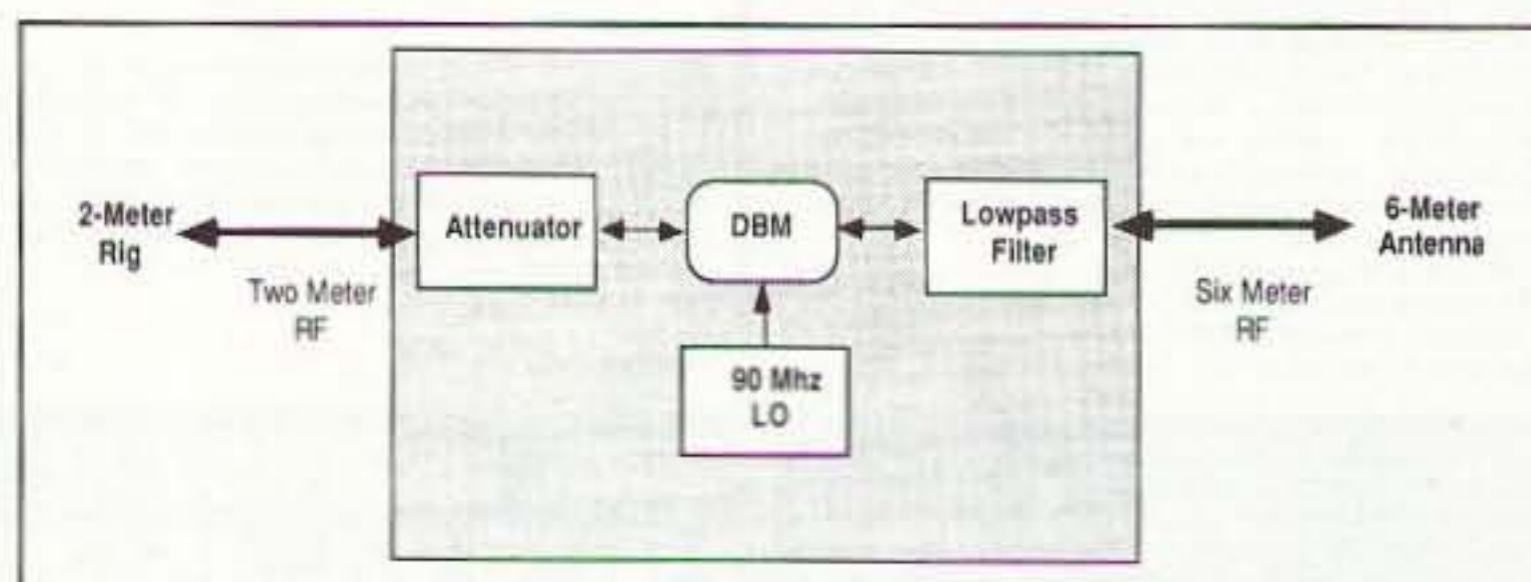 2-Meter
Rig
Two Meter
RF
Attenuator
DBM
90 Mhz
LO
Lowpass
Filter
Six Meter
RF
6-Meter
Antenna